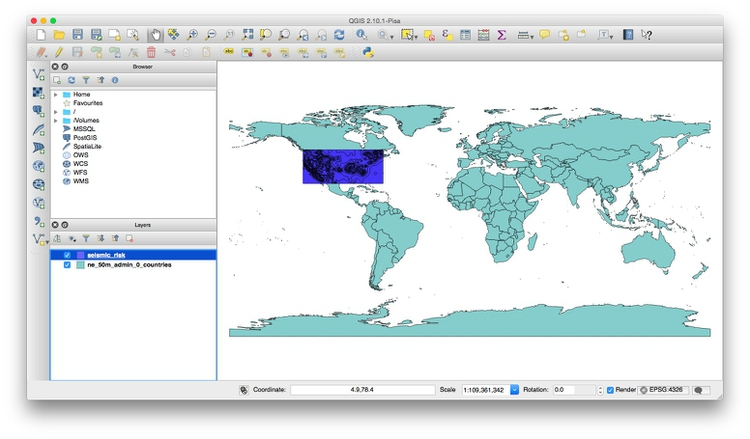 QGIS 2.10.1-Pisa
Browser
Home
Favourites
/
/Volumes
MSSQL
PostGIS
SpatiaLite
OWS
WCS
WFS
WMS
Layers
seismic_risk
ne_50m_admin_0_countries
Coordinate: 4.9,78.4 Scale 1:109,361,342 Rotation: 0.0 Render EPSG:4326